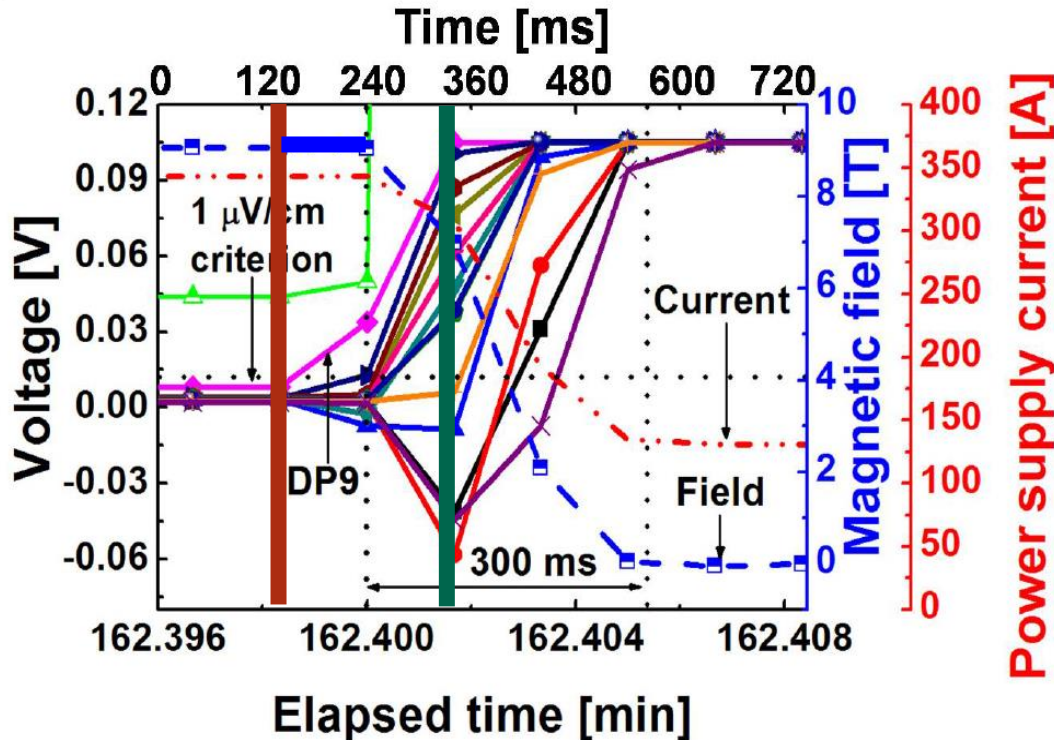 Time [ms]
0 120 240 360 480 600 720
0.12
0.09
0.06
0.03
0.00
-0.03
-0.06
Voltage [V]
1 μV/cm
criterion
DP9
300 ms
Current
Field
10
8
6
4
2
0
Magnetic field [T]
400
350
300
250
200
150
100
50
0
Power supply current [A]
162.396 162.400 162.404 162.408
Elapsed time [min]